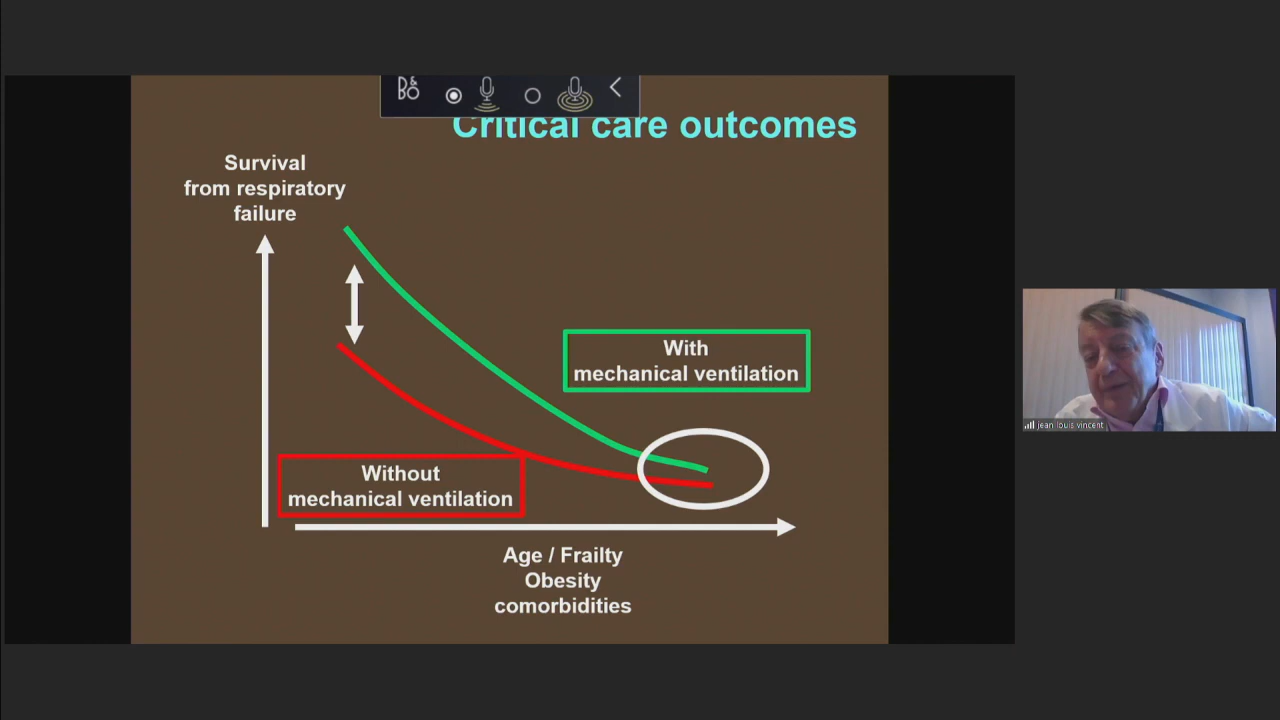 B&O
Critical care outcomes
Survival
from respiratory
failure
With
mechanical ventilation
Without
mechanical ventilation
Age / Frailty
Obesity
comorbidities
jean louis vincent